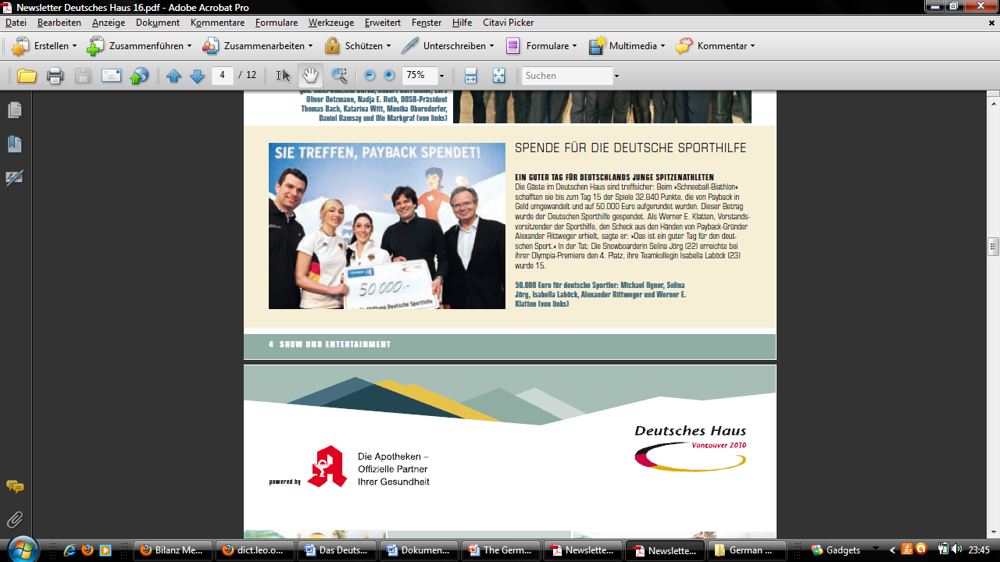 Newsletter Deutsches Haus 16.pdf - Adobe Acrobat Pro
Datei Bearbeiten Anzeige Dokument Kommentare Formulare Werkzeuge Erweitert Fenster Hilfe Citavi Picker
Erstellen Zusammenführen Zusammenarbeiten Schützen Unterschreiben Formulare Multimedia Kommentar
4 / 12 75% Suchen
Oliver Oetzmann, Nadja E. Roth, DOSB-Präsident
Thomas Bach, Katarina Witt, Monika Oberndorfer,
Daniel Ramsay und Ole Markgraf (von links)
SIE TREFFEN, PAYBACK SPENDET!
50.000.-
Stiftung Deutsche Sporthilfe
SPENDE FÜR DIE DEUTSCHE SPORTHILFE
EIN GUTER TAG FÜR DEUTSCHLANDS JUNGE SPITZENATHLETEN
Die Gäste im Deutschen Haus sind treffsicher: Beim »Schneeball-Biathlon«
schafften sie bis zum Tag 15 der Spiele 32.840 Punkte, die von Payback in
Geld umgewandelt und auf 50.000 Euro aufgerundet wurden. Dieser Betrag
wurde der Deutschen Sporthilfe gespendet. Als Werner E. Klatten, Vorstands-
vorsitzender der Sporthilfe, den Scheck aus den Händen von Payback-Gründer
Alexander Rittweger erhielt, sagte er: »Das ist ein guter Tag für den deut-
schen Sport.« In der Tat: Die Snowboarderin Selina Jörg (22) erreichte bei
ihrer Olympia-Premiere den 4. Platz, ihre Teamkollegin Isabella Laböck (23)
wurde 15.
50.000 Euro für deutsche Sportler: Michael Ilgner, Selina
Jörg, Isabella Laböck, Alexander Rittweger und Werner E.
Klatten (von links)
4 SHOW UND ENTERTAINMENT
Deutsches Haus
Vancouver 2010
powered by
Die Apotheken –
Offizielle Partner
Ihrer Gesundheit
Bilanz Me... dict.leo.o... Das Deuts... Dokumen... The Germ... Newslette... Newslette... German ... Gadgets 23:45